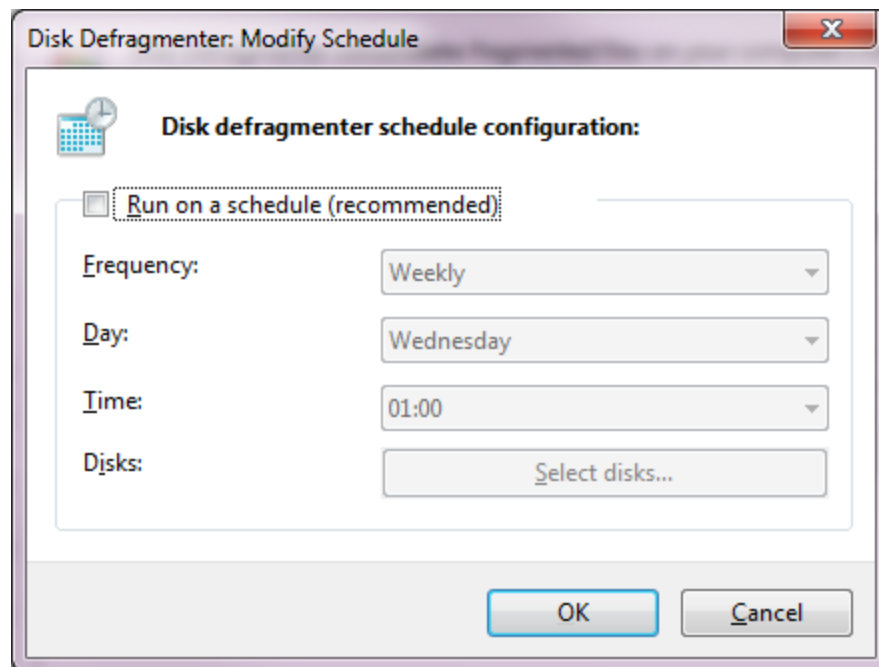 Disk Defragmenter: Modify Schedule
Disk defragmenter schedule configuration:
Run on a schedule (recommended)
Frequency: Weekly
Day: Wednesday
Time: 01:00
Disks: Select disks...
OK Cancel